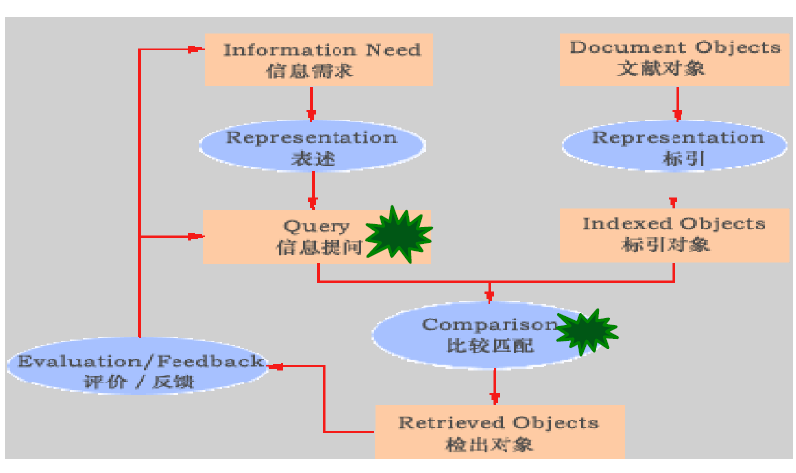 Information Need
信息需求
Document Objects
文献对象
Representation
表述
Representation
标引
Query
信息提问
Indexed Objects
标引对象
Comparison
比较匹配
Evaluation/Feedback
评价 / 反馈
Retrieved Objects
检出对象